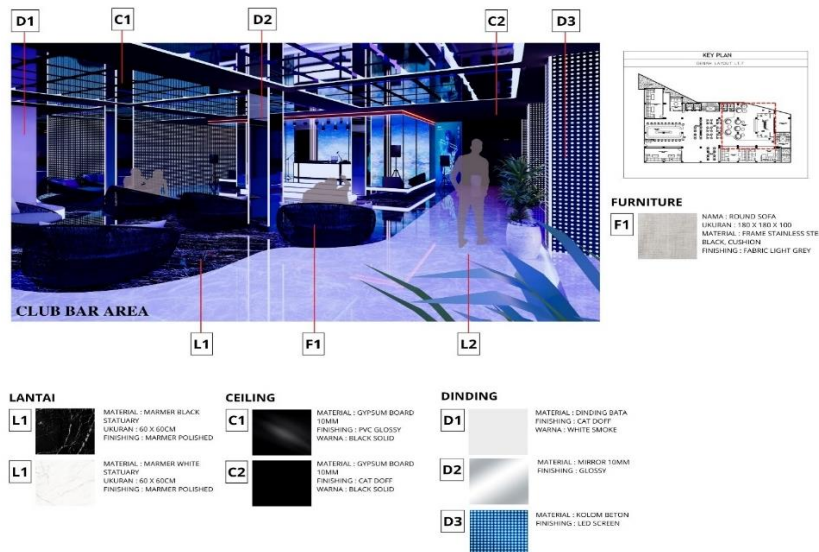 D1
C1
D2
C2
D3
KEY PLAN
CLUB BAR AREA
L1
F1
L2
FURNITURE
F1
NAMA : ROUND SOFA
UKURAN : 180 X 180 X 100
MATERIAL : FRAME STAINLESS STE
BLACK, CUSHION
FINISHING : FABRIC LIGHT GREY
LANTAI
L1
MATERIAL : MARMER BLACK
STATUARY
UKURAN : 60 X 60CM
FINISHING : MARMER POLISHED
L1
MATERIAL : MARMER WHITE
STATUARY
UKURAN : 60 X 60CM
FINISHING : MARMER POLISHED
CEILING
C1
MATERIAL : GYPSUM BOARD
10MM
FINISHING : PVC GLOSSY
WARNA : BLACK SOLID
C2
MATERIAL : GYPSUM BOARD
10MM
FINISHING : CAT DOFF
WARNA : BLACK SOLID
DINDING
D1
MATERIAL : DINDING BATA
FINISHING : CAT DOFF
WARNA : WHITE SMOKE
D2
MATERIAL : MIRROR 10MM
FINISHING : GLOSSY
D3
MATERIAL : KOLOM BETON
FINISHING : LED SCREEN